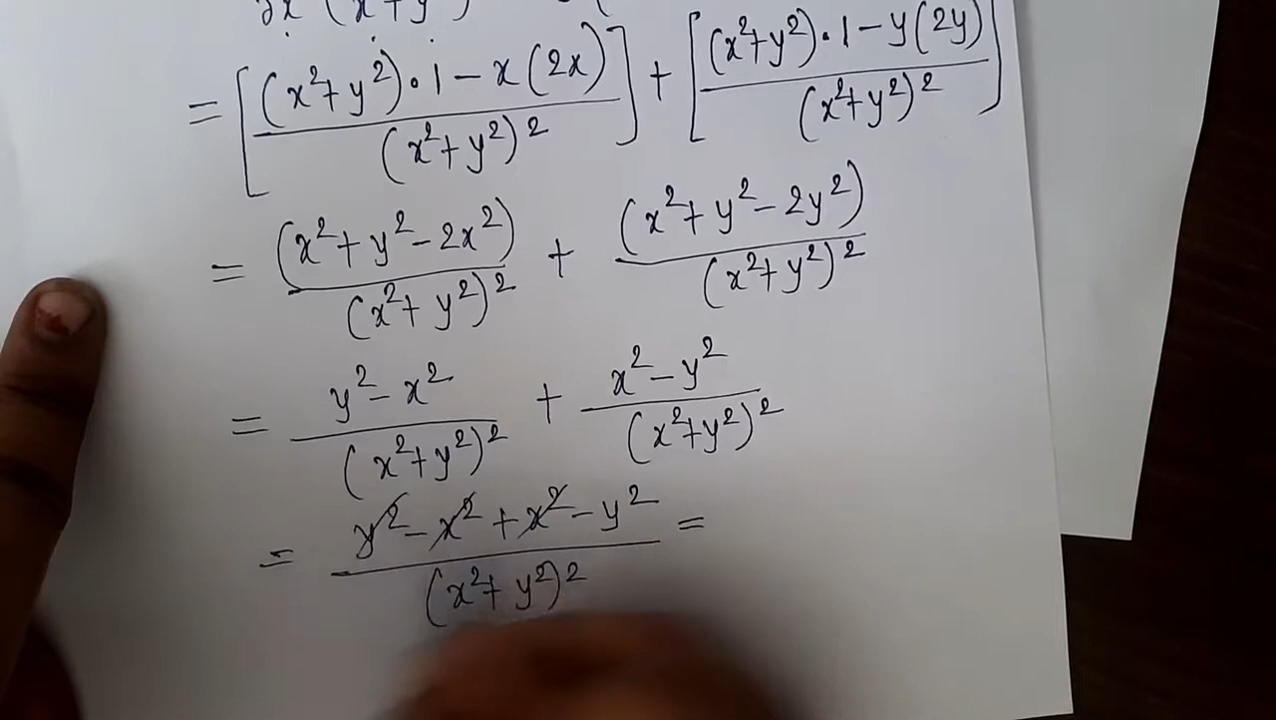 ∂x (x²+y²)
= [ ((x²+y²)·1 − x(2x)) / (x²+y²)² ] + [ ((x²+y²)·1 − y(2y)) / (x²+y²)² ]
= (x²+y²−2x²) / (x²+y²)² + (x²+y²−2y²) / (x²+y²)²
= (y²−x²) / (x²+y²)² + (x²−y²) / (x²+y²)²
= (y²−x²+x²−y²) / (x²+y²)² =